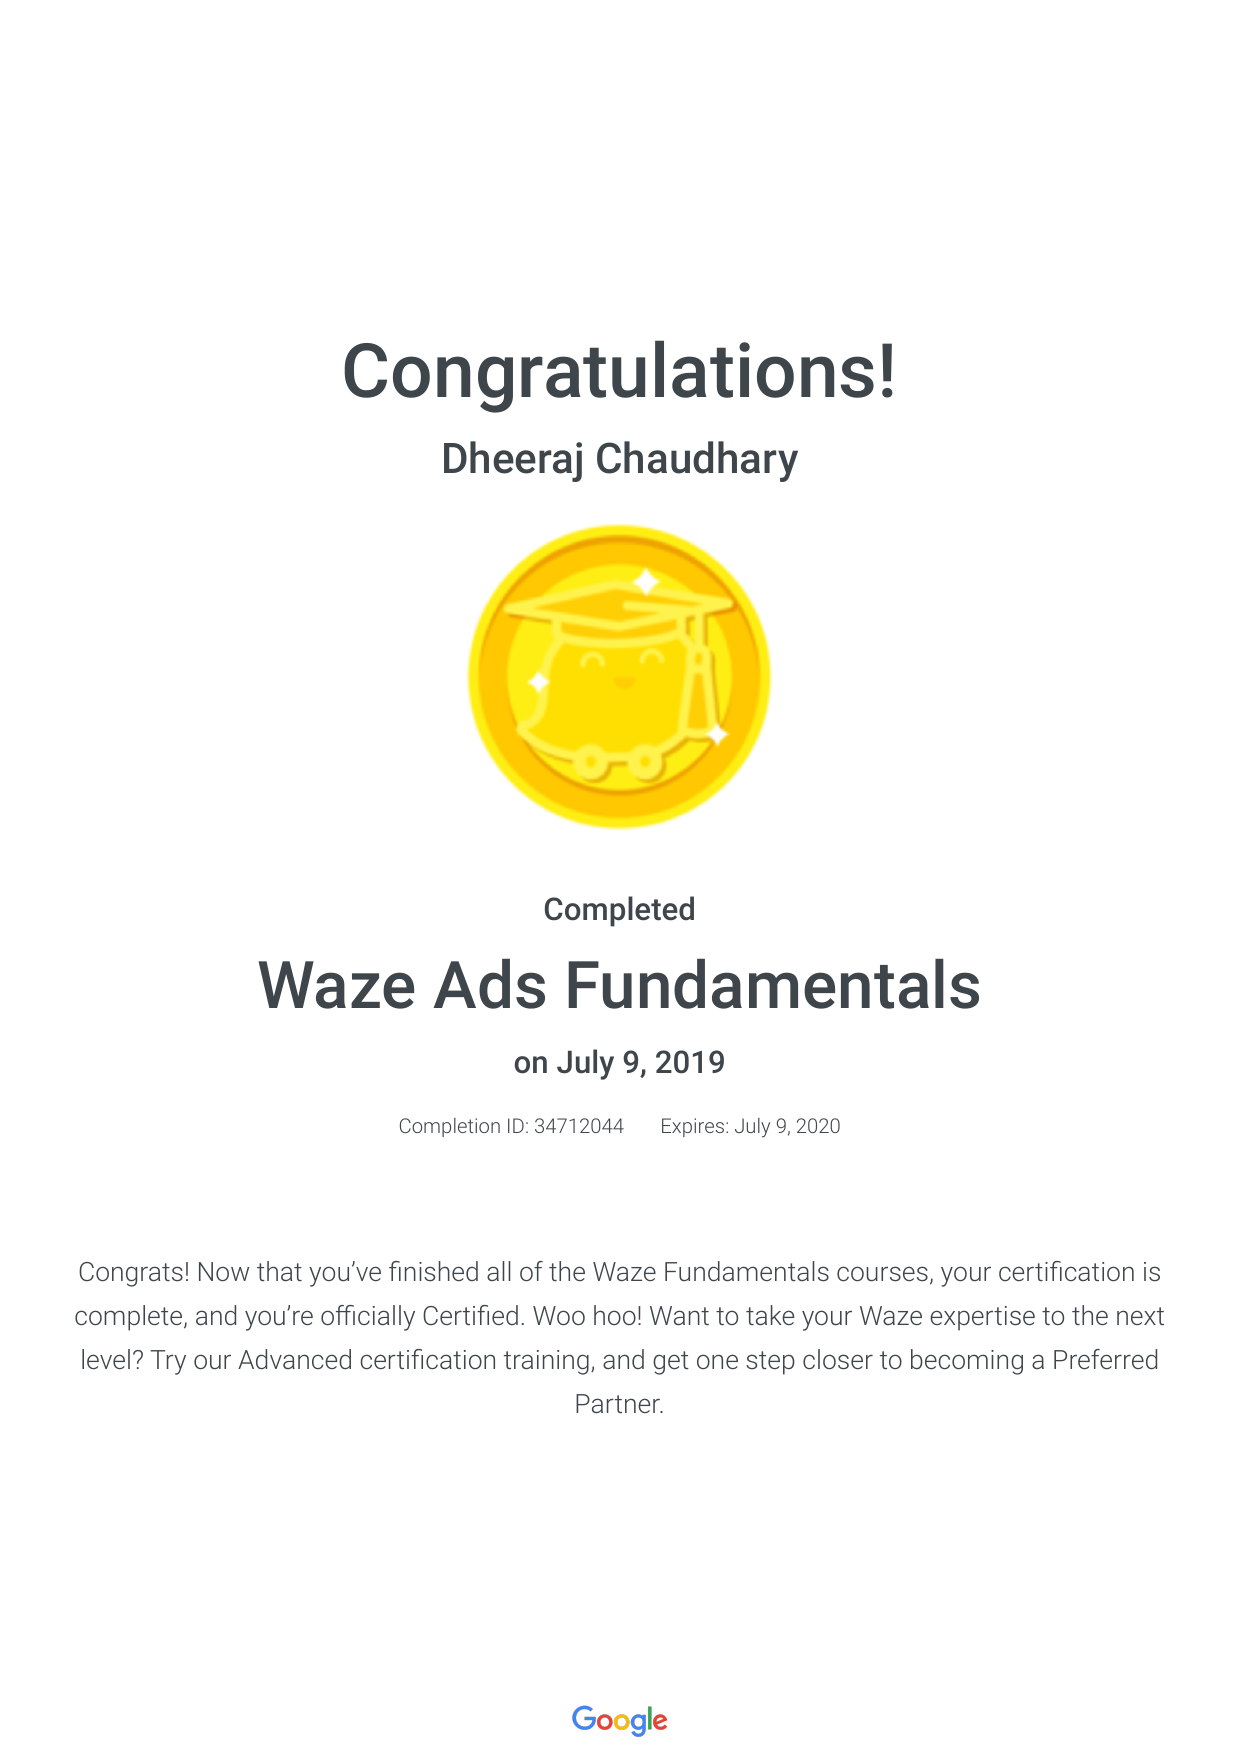 Congratulations!
Dheeraj Chaudhary
Completed
Waze Ads Fundamentals
on July 9, 2019
Completion ID: 34712044 Expires: July 9, 2020
Congrats! Now that you’ve finished all of the Waze Fundamentals courses, your certification is
complete, and you’re officially Certified. Woo hoo! Want to take your Waze expertise to the next
level? Try our Advanced certification training, and get one step closer to becoming a Preferred
Partner.
Google